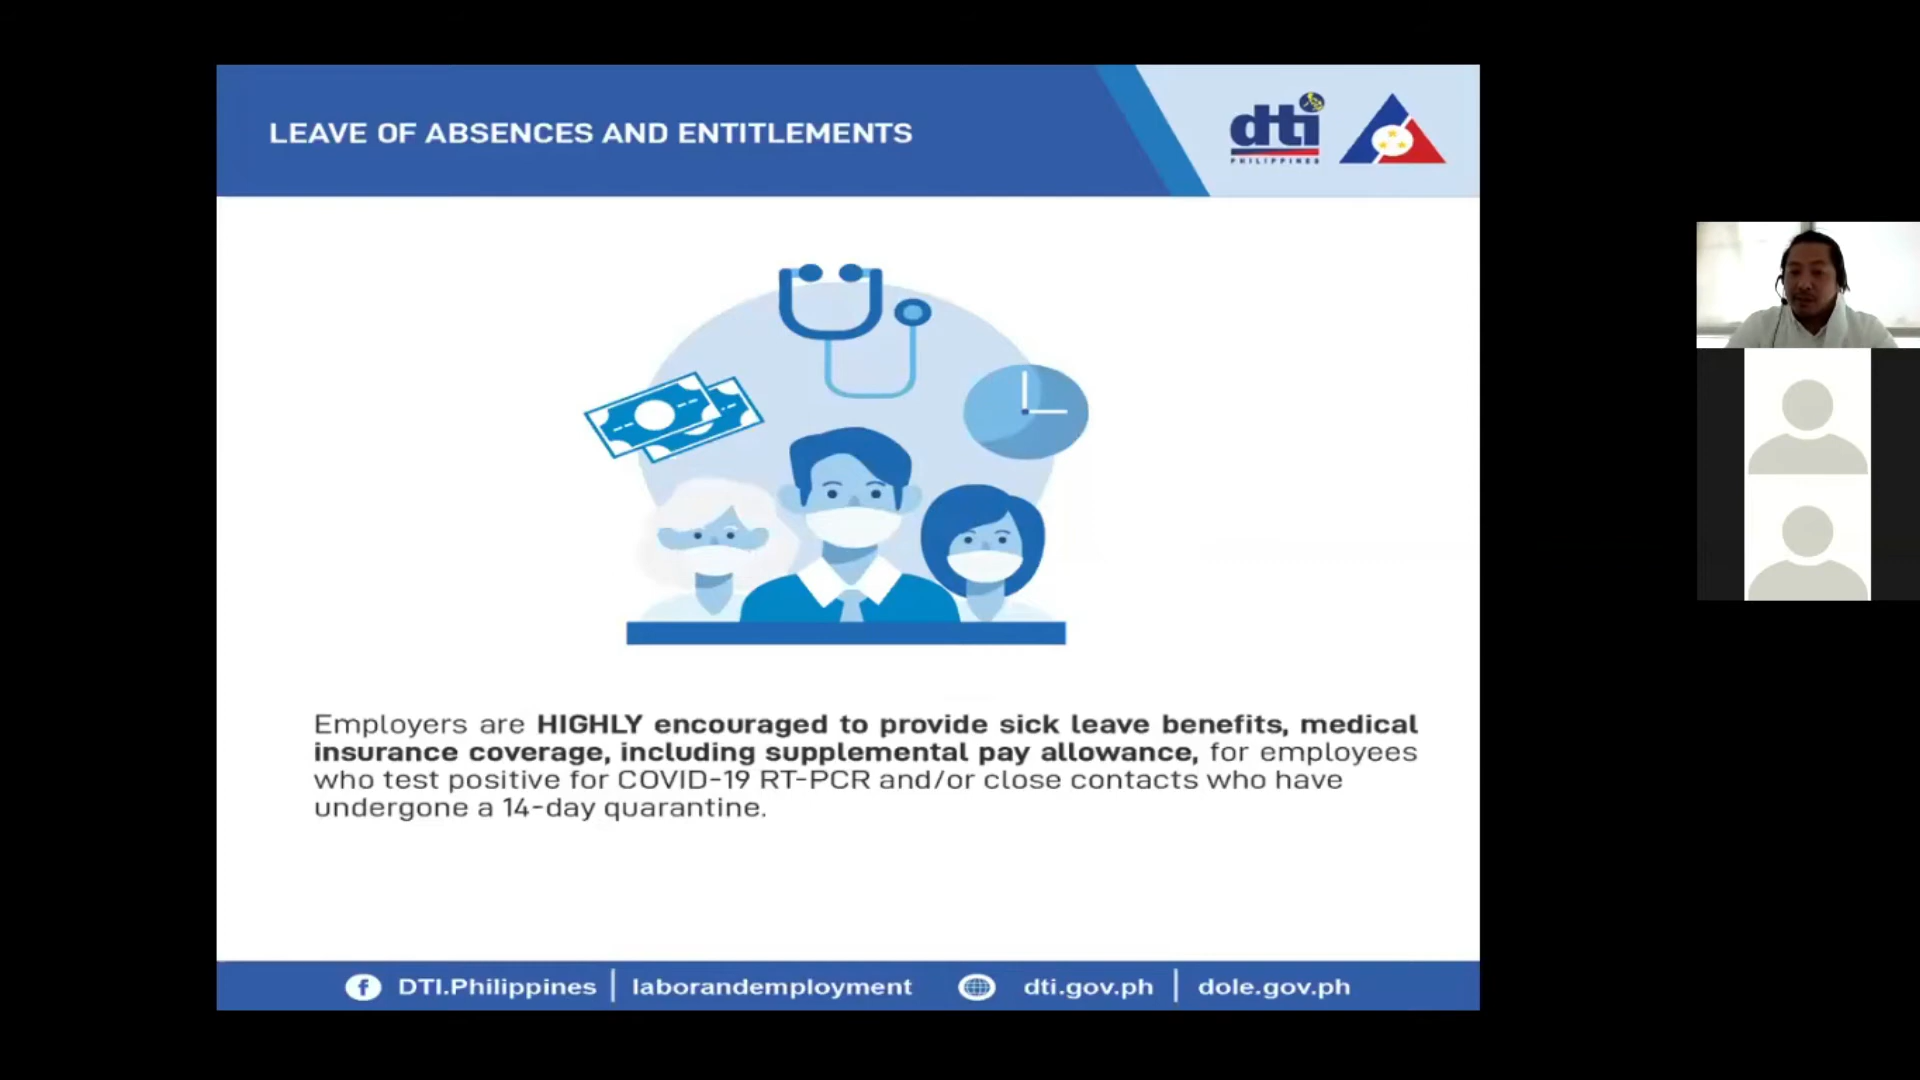 LEAVE OF ABSENCES AND ENTITLEMENTS
dti
PHILIPPINES
Employers are HIGHLY encouraged to provide sick leave benefits, medical
insurance coverage, including supplemental pay allowance, for employees
who test positive for COVID-19 RT-PCR and/or close contacts who have
undergone a 14-day quarantine.
f DTI.Philippines | laborandemployment dti.gov.ph | dole.gov.ph